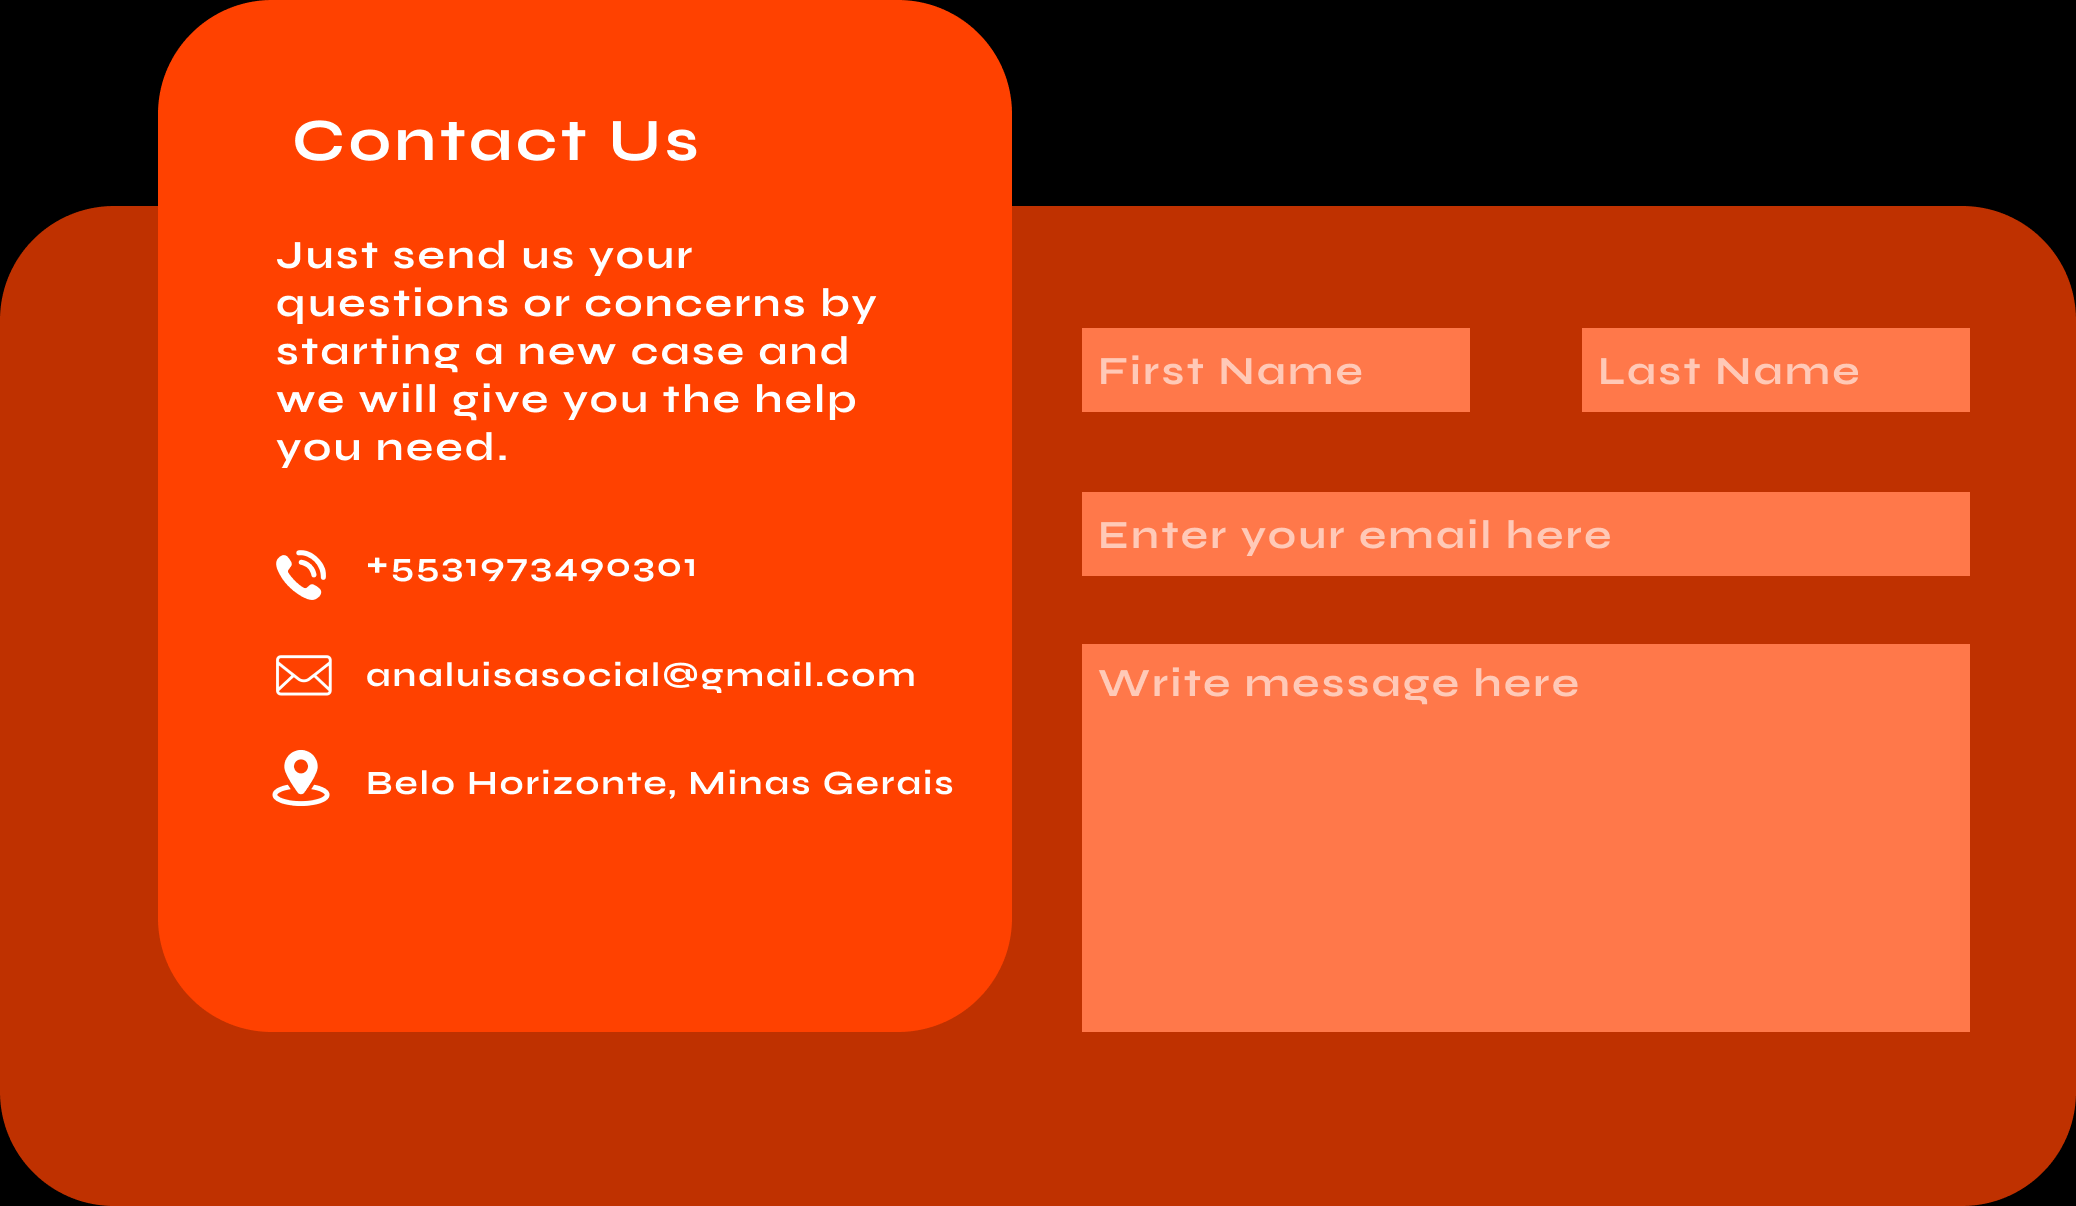 Contact Us
Just send us your
questions or concerns by
starting a new case and
we will give you the help
you need.
+5531973490301
analuisasocial@gmail.com
Belo Horizonte, Minas Gerais
First Name
Last Name
Enter your email here
Write message here